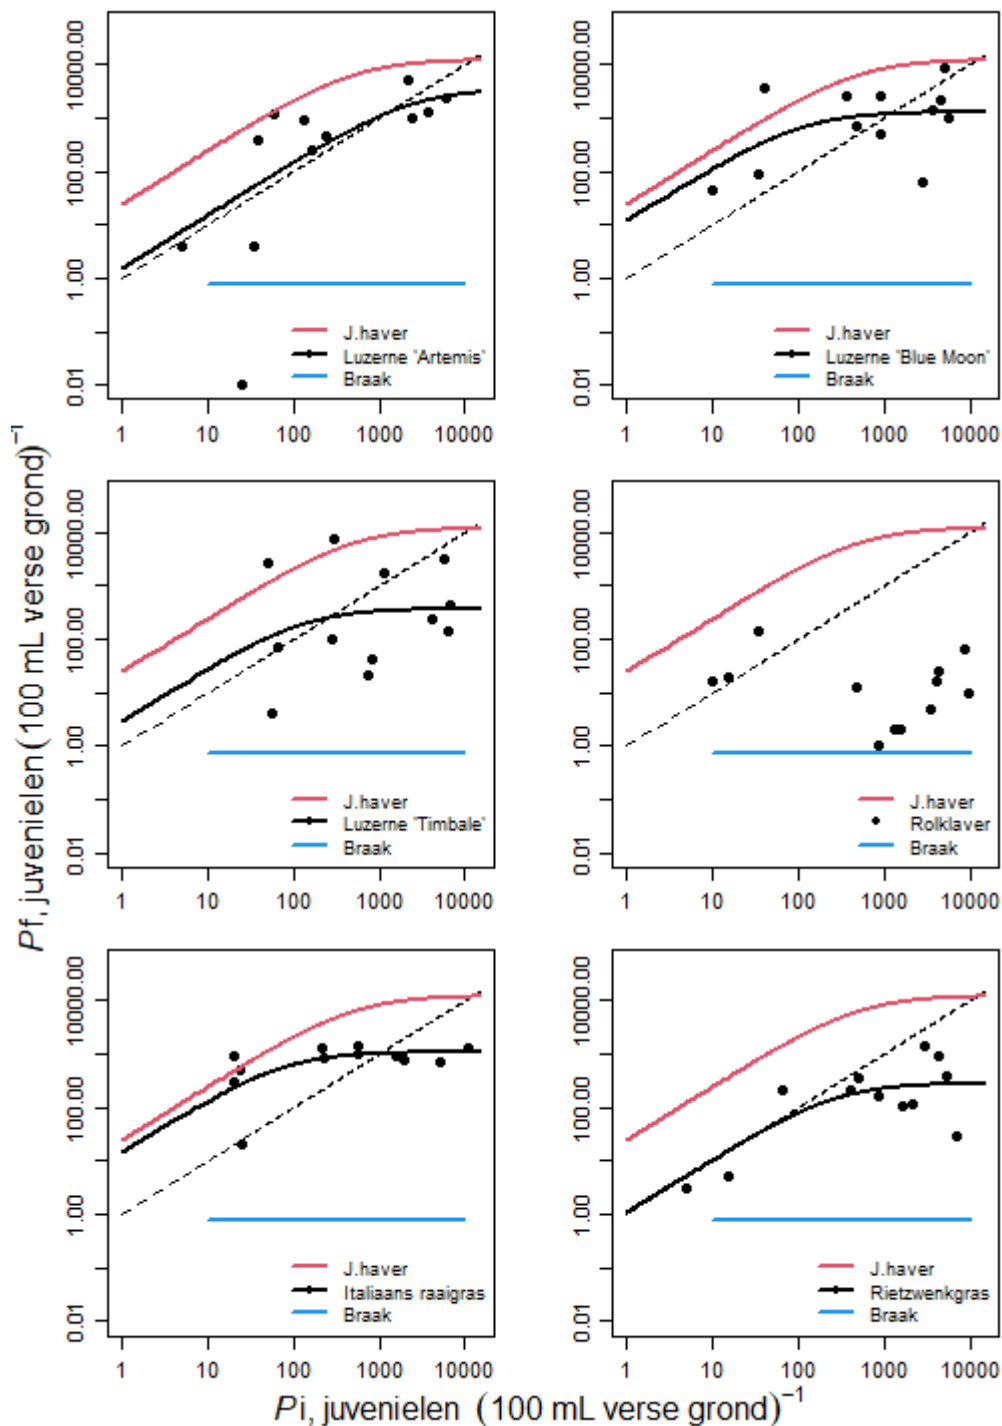 10000.00
100.00
1.00
0.01
1 10 100 1000 10000
J.haver
Luzerne 'Artemis'
Braak
10000.00
100.00
1.00
0.01
1 10 100 1000 10000
J.haver
Luzerne 'Blue Moon'
Braak
Pf, juvenielen (100 mL verse grond)⁻¹
10000.00
100.00
1.00
0.01
1 10 100 1000 10000
J.haver
Luzerne 'Timbale'
Braak
10000.00
100.00
1.00
0.01
1 10 100 1000 10000
J.haver
Rolklaver
Braak
10000.00
100.00
1.00
0.01
1 10 100 1000 10000
J.haver
Italiaans raaigras
Braak
10000.00
100.00
1.00
0.01
1 10 100 1000 10000
J.haver
Rietzwenkgras
Braak
Pi, juvenielen (100 mL verse grond)⁻¹